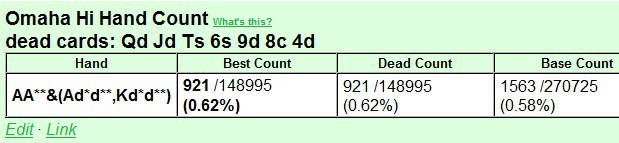 Omaha Hi Hand Count What's this?
dead cards: Qd Jd Ts 6s 9d 8c 4d
Hand Best Count Dead Count Base Count
AA**&(Ad*d**,Kd*d**) 921 /148995 (0.62%) 921 /148995 (0.62%) 1563 /270725 (0.58%)
Edit · Link